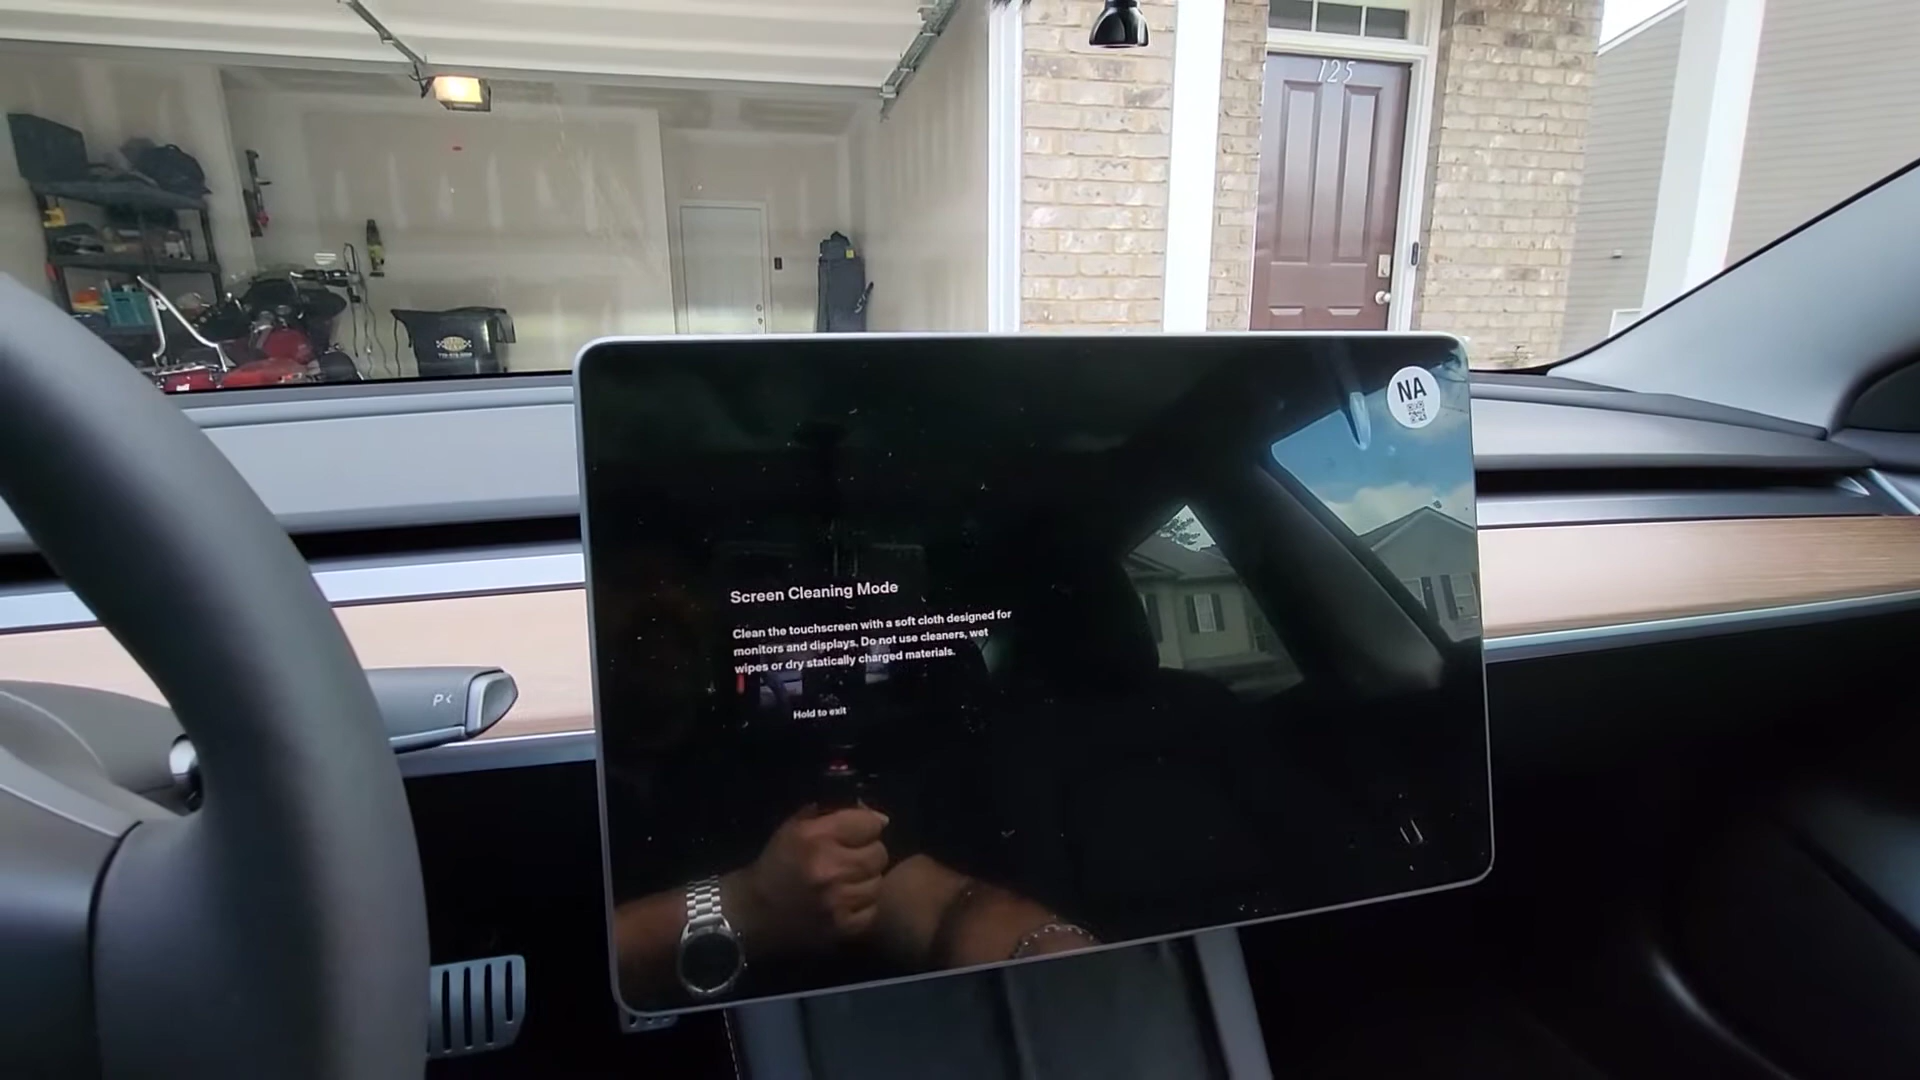 125
NA
Screen Cleaning Mode
Clean the touchscreen with a soft cloth designed for
monitors and displays. Do not use cleaners, wet
wipes or dry statically charged materials.
Hold to exit
P<